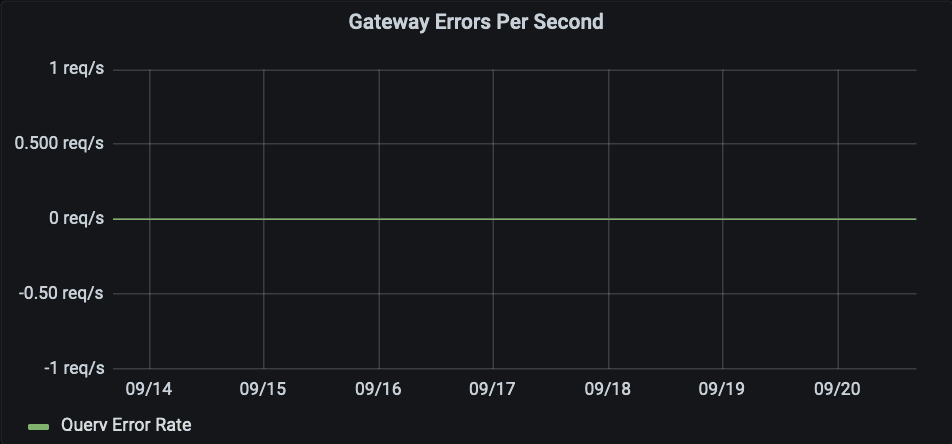 Gateway Errors Per Second
1 req/s
0.500 req/s
0 req/s
-0.50 req/s
-1 req/s
09/14 09/15 09/16 09/17 09/18 09/19 09/20
Query Error Rate